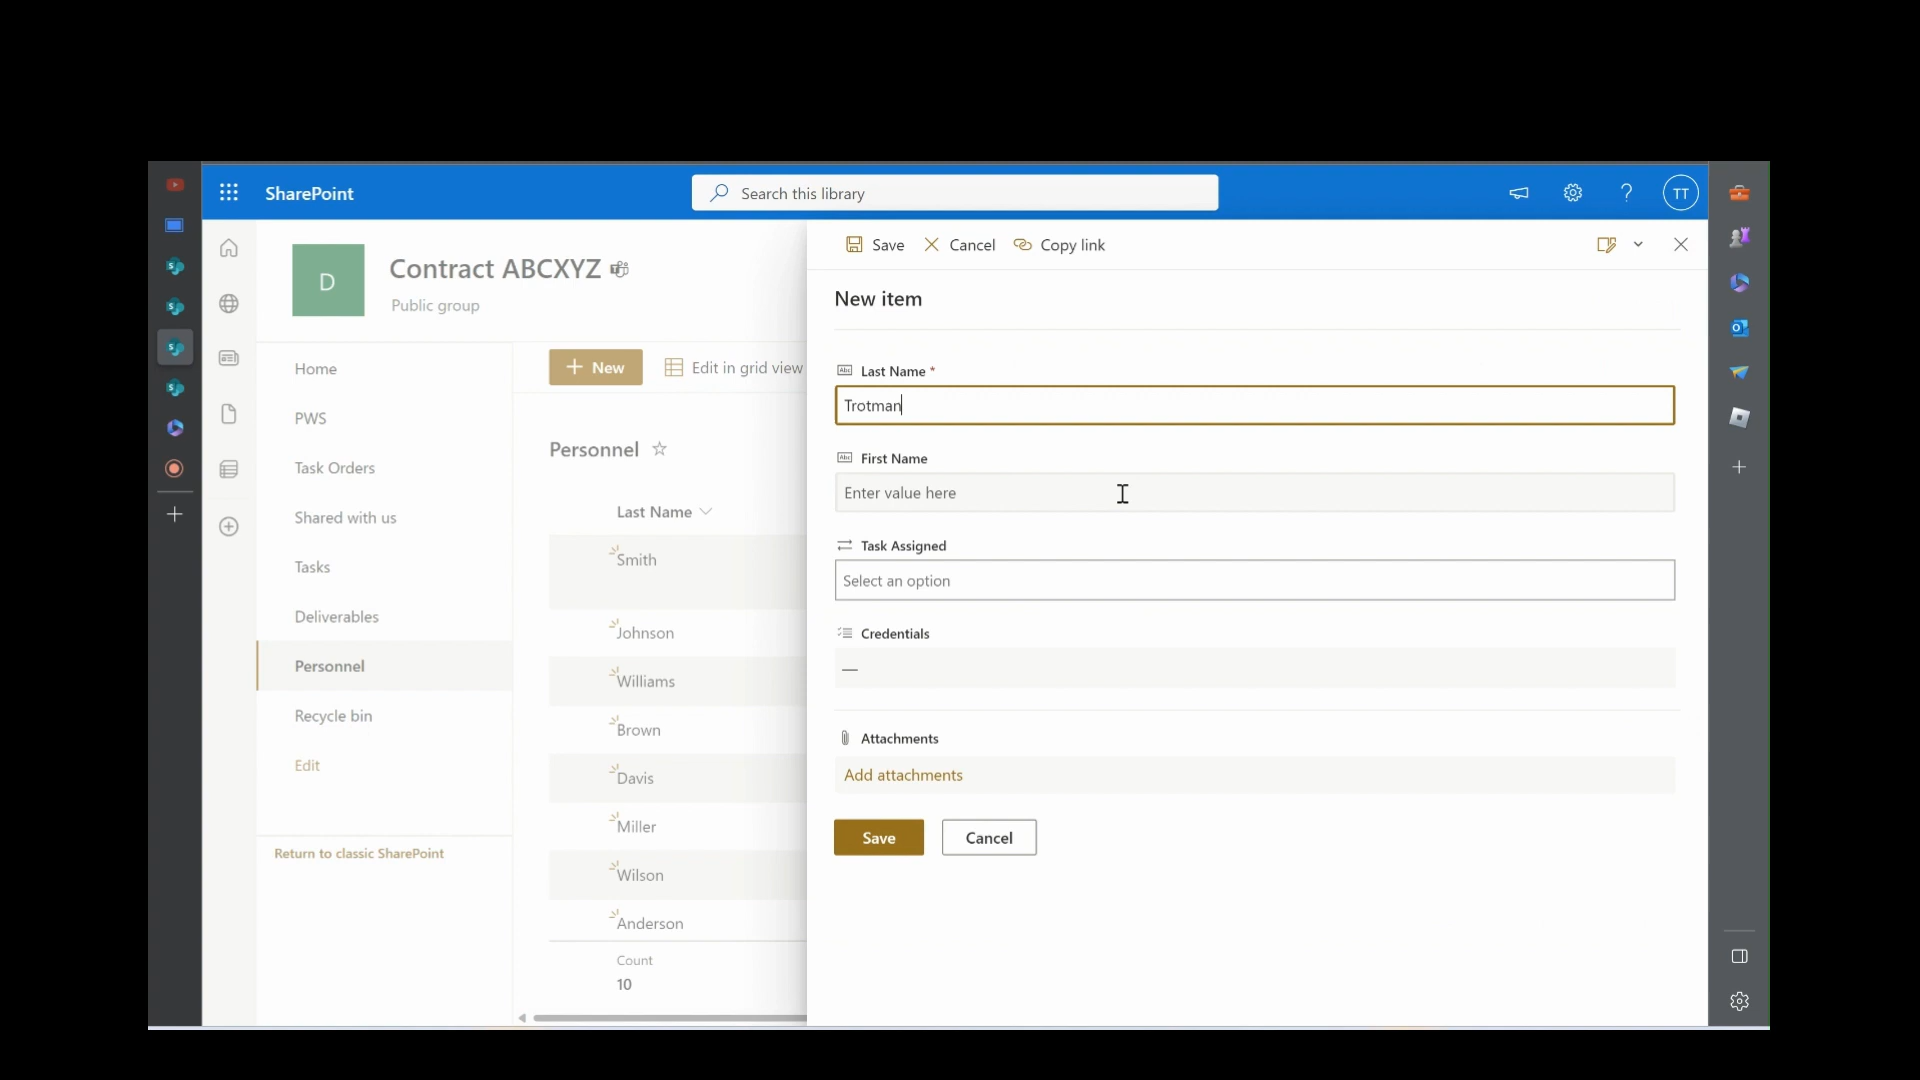 SharePoint
Search this library
TT
D
Contract ABCXYZ
Public group
Home
PWS
Task Orders
Shared with us
Tasks
Deliverables
Personnel
Recycle bin
Edit
Return to classic SharePoint
New
Edit in grid view
Personnel
Last Name
Smith
Johnson
Williams
Brown
Davis
Miller
Wilson
Anderson
Count
10
Save
Cancel
Copy link
New item
Abc Last Name *
Trotman
Abc First Name
Enter value here
Task Assigned
Select an option
Credentials
—
Attachments
Add attachments
Save
Cancel